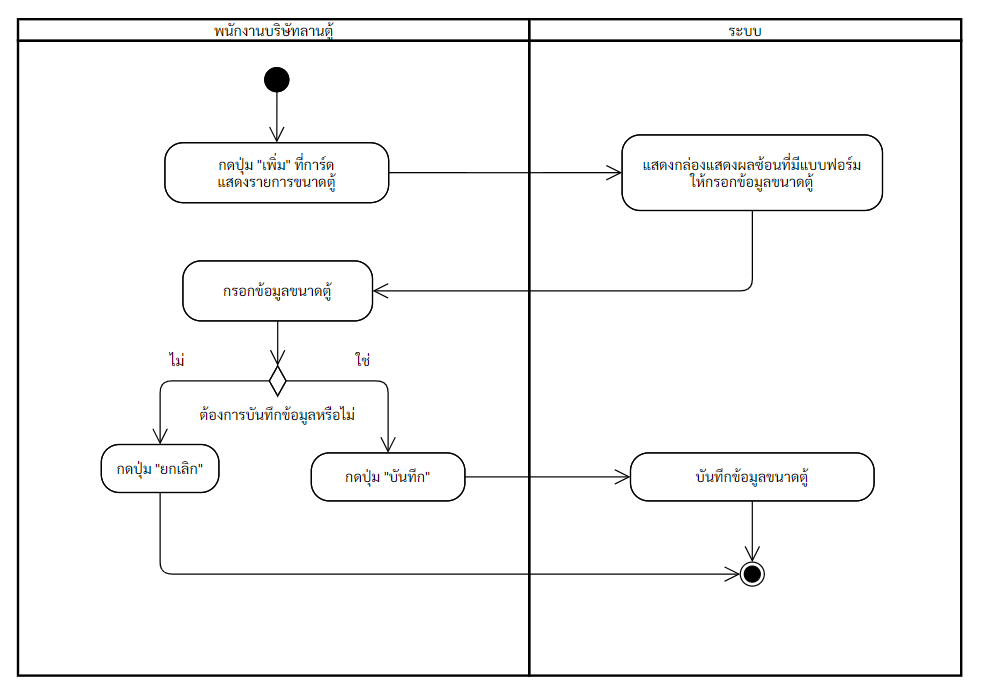 พนักงานบริษัทลานตู้
ระบบ
กดปุ่ม "เพิ่ม" ที่การ์ด
แสดงรายการขนาดตู้
แสดงกล่องแสดงผลซ้อนที่มีแบบฟอร์ม
ให้กรอกข้อมูลขนาดตู้
กรอกข้อมูลขนาดตู้
ไม่
ใช่
ต้องการบันทึกข้อมูลหรือไม่
กดปุ่ม "ยกเลิก"
กดปุ่ม "บันทึก"
บันทึกข้อมูลขนาดตู้